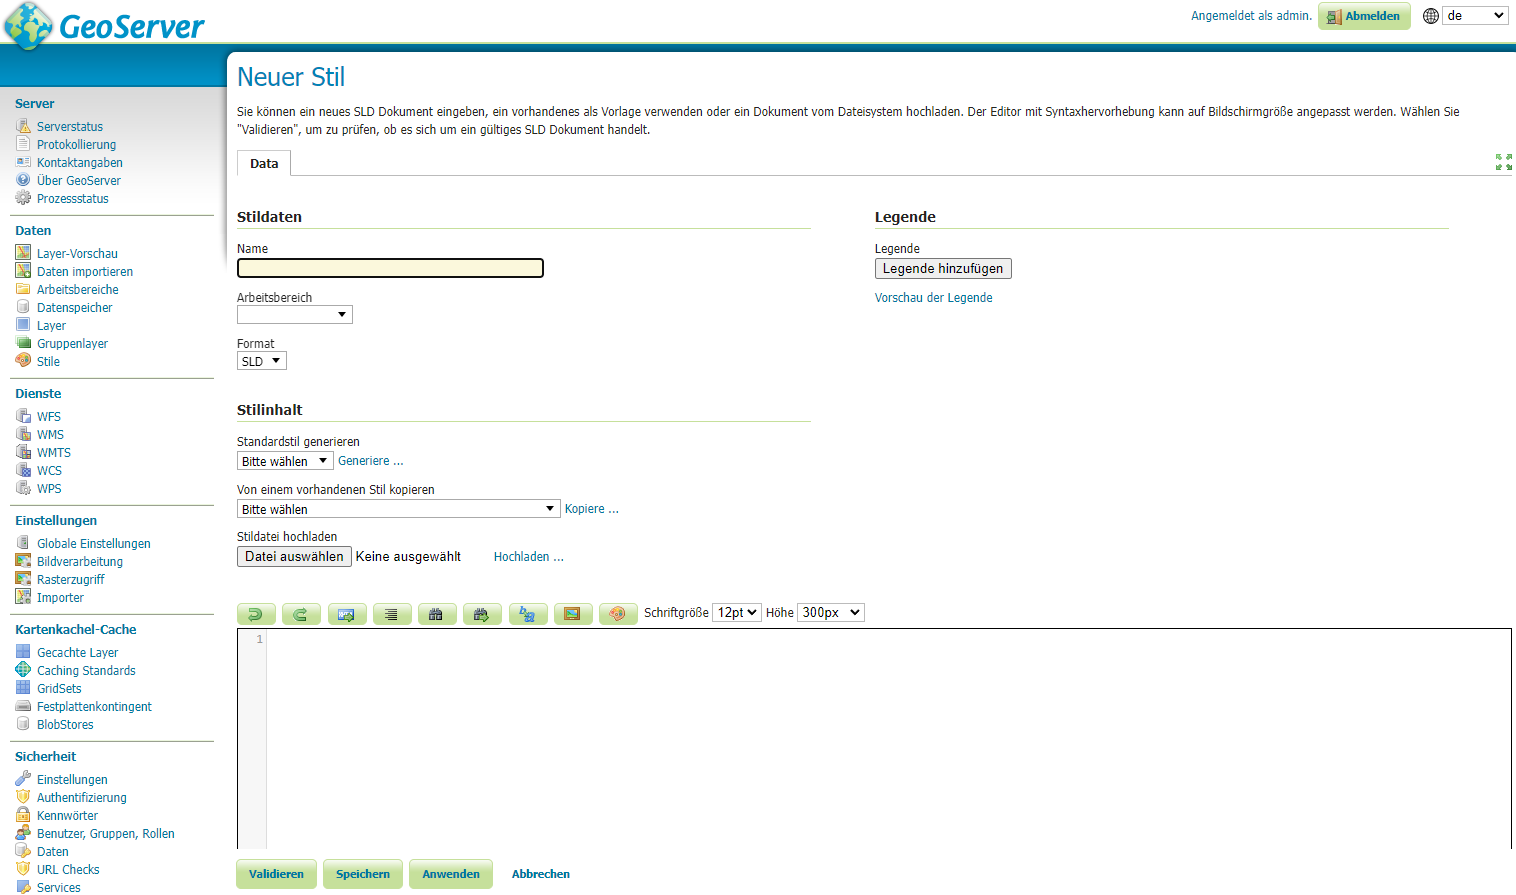 GeoServer
Angemeldet als admin.
Abmelden
de
Server
Serverstatus
Protokollierung
Kontaktangaben
Über GeoServer
Prozessstatus
Daten
Layer-Vorschau
Daten importieren
Arbeitsbereiche
Datenspeicher
Layer
Gruppenlayer
Stile
Dienste
WFS
WMS
WMTS
WCS
WPS
Einstellungen
Globale Einstellungen
Bildverarbeitung
Rasterzugriff
Importer
Kartenkachel-Cache
Gecachte Layer
Caching Standards
GridSets
Festplattenkontingent
BlobStores
Sicherheit
Einstellungen
Authentifizierung
Kennwörter
Benutzer, Gruppen, Rollen
Daten
URL Checks
Services
Neuer Stil
Sie können ein neues SLD Dokument eingeben, ein vorhandenes als Vorlage verwenden oder ein Dokument vom Dateisystem hochladen. Der Editor mit Syntaxhervorhebung kann auf Bildschirmgröße angepasst werden. Wählen Sie
"Validieren", um zu prüfen, ob es sich um ein gültiges SLD Dokument handelt.
Data
Stildaten
Name
Arbeitsbereich
Format
SLD
Legende
Legende
Legende hinzufügen
Vorschau der Legende
Stilinhalt
Standardstil generieren
Bitte wählen Generiere ...
Von einem vorhandenen Stil kopieren
Bitte wählen Kopiere ...
Stildatei hochladen
Datei auswählen Keine ausgewählt Hochladen ...
Schriftgröße 12pt Höhe 300px
1
Validieren Speichern Anwenden Abbrechen